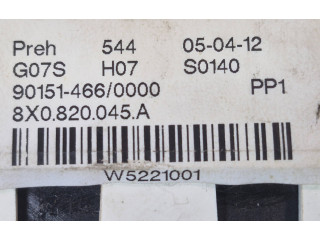 Preh 544 05-04-12
G07S H07 S0140
90151-466/0000 PP1
8X0.820.045.A
W5221001